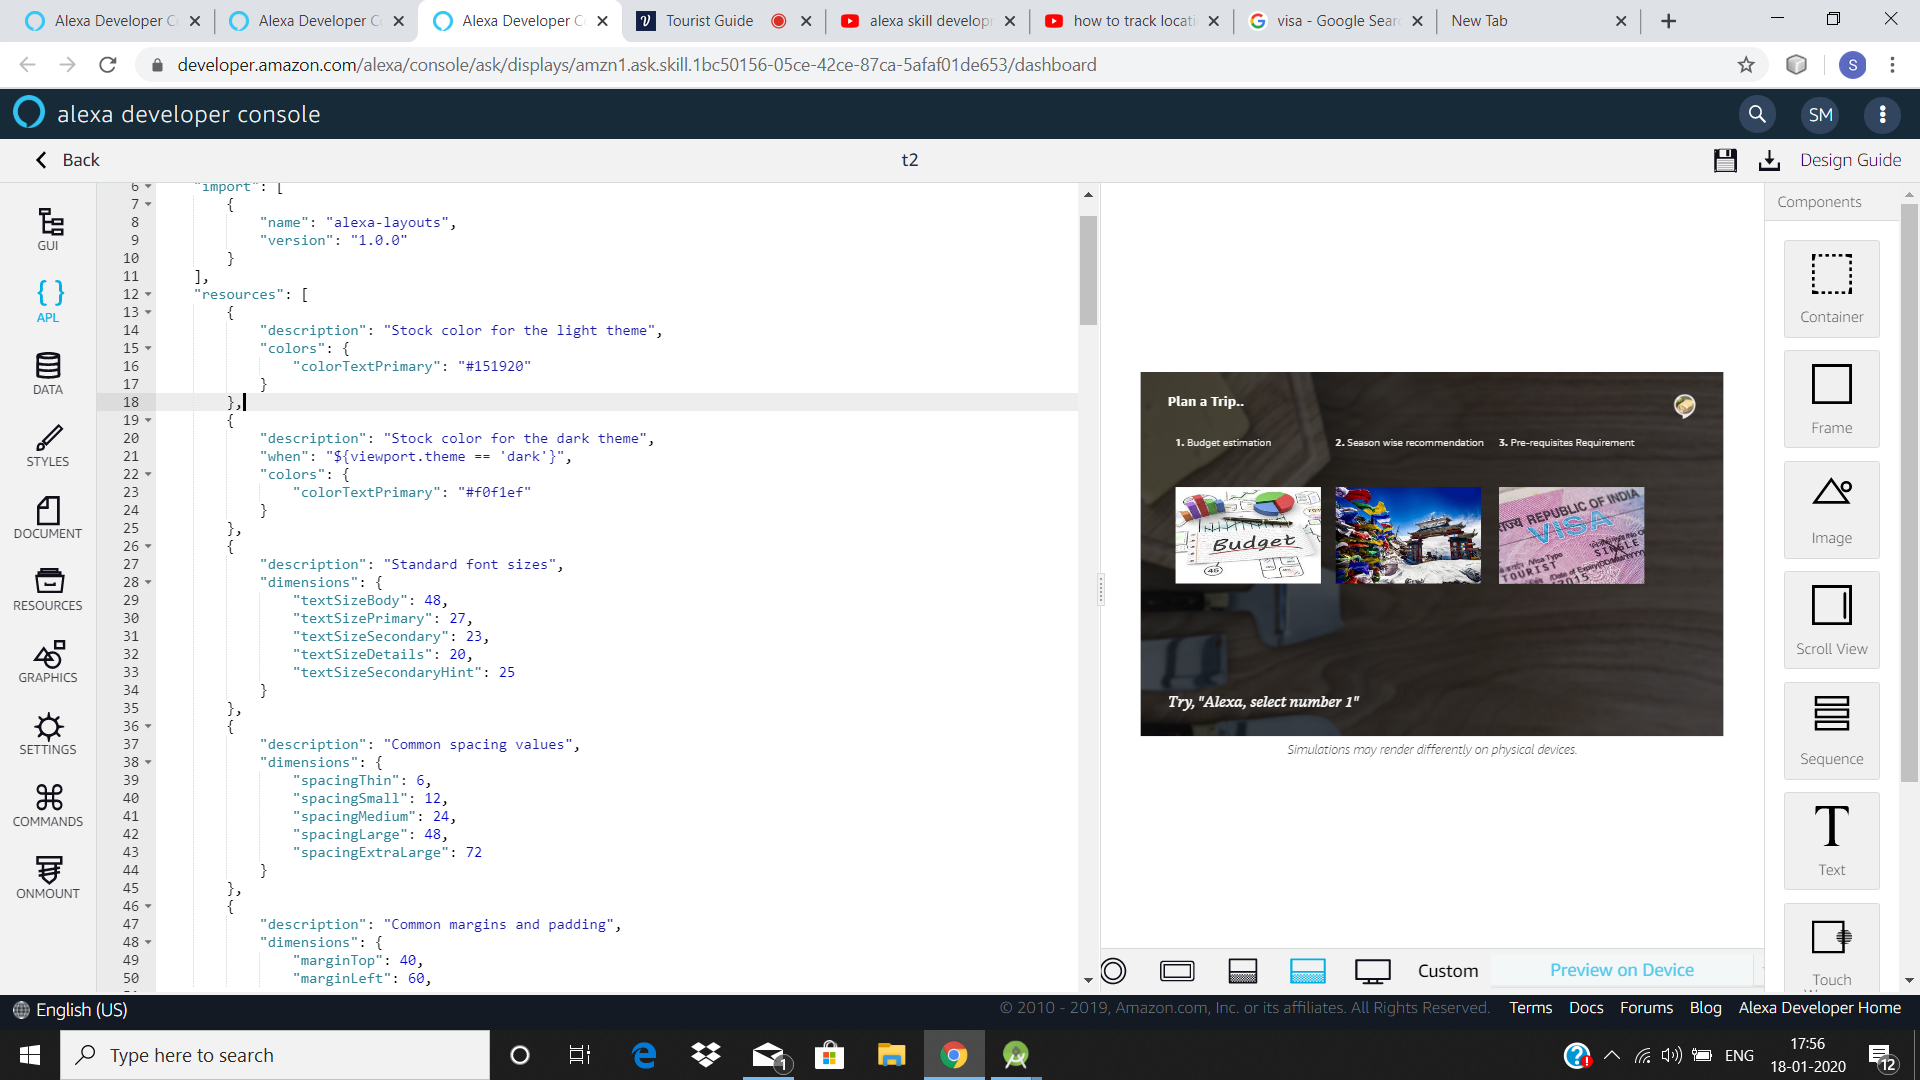 Alexa Developer C
Alexa Developer C
Alexa Developer C
Tourist Guide
alexa skill develop
how to track locati
visa - Google Sear
New Tab
developer.amazon.com/alexa/console/ask/displays/amzn1.ask.skill.1bc50156-05ce-42ce-87ca-5afaf01de653/dashboard
S
alexa developer console
SM
Back
t2
Design Guide
GUI
APL
DATA
STYLES
DOCUMENT
RESOURCES
GRAPHICS
SETTINGS
COMMANDS
ONMOUNT
6 "import": [
7 {
8 "name": "alexa-layouts",
9 "version": "1.0.0"
10 }
11 ],
12 "resources": [
13 {
14 "description": "Stock color for the light theme",
15 "colors": {
16 "colorTextPrimary": "#151920"
17 }
18 },
19 {
20 "description": "Stock color for the dark theme",
21 "when": "${viewport.theme == 'dark'}",
22 "colors": {
23 "colorTextPrimary": "#f0f1ef"
24 }
25 },
26 {
27 "description": "Standard font sizes",
28 "dimensions": {
29 "textSizeBody": 48,
30 "textSizePrimary": 27,
31 "textSizeSecondary": 23,
32 "textSizeDetails": 20,
33 "textSizeSecondaryHint": 25
34 }
35 },
36 {
37 "description": "Common spacing values",
38 "dimensions": {
39 "spacingThin": 6,
40 "spacingSmall": 12,
41 "spacingMedium": 24,
42 "spacingLarge": 48,
43 "spacingExtraLarge": 72
44 }
45 },
46 {
47 "description": "Common margins and padding",
48 "dimensions": {
49 "marginTop": 40,
50 "marginLeft": 60,
Plan a Trip..
1. Budget estimation
2. Season wise recommendation
3. Pre-requisites Requirement
Budget
REPUBLIC OF INDIA
VISA
SINGLE
TOURIST
Try, "Alexa, select number 1"
Simulations may render differently on physical devices.
Custom
Preview on Device
Components
Container
Frame
Image
Scroll View
Sequence
Text
Touch
English (US)
© 2010 - 2019, Amazon.com, Inc. or its affiliates. All Rights Reserved.
Terms
Docs
Forums
Blog
Alexa Developer Home
Type here to search
1
ENG
17:56
18-01-2020
12